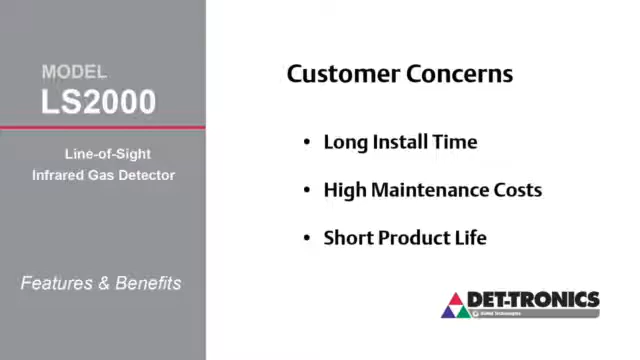 MODEL
LS2000
Line-of-Sight
Infrared Gas Detector
Features & Benefits
Customer Concerns
• Long Install Time
• High Maintenance Costs
• Short Product Life
DET-TRONICS